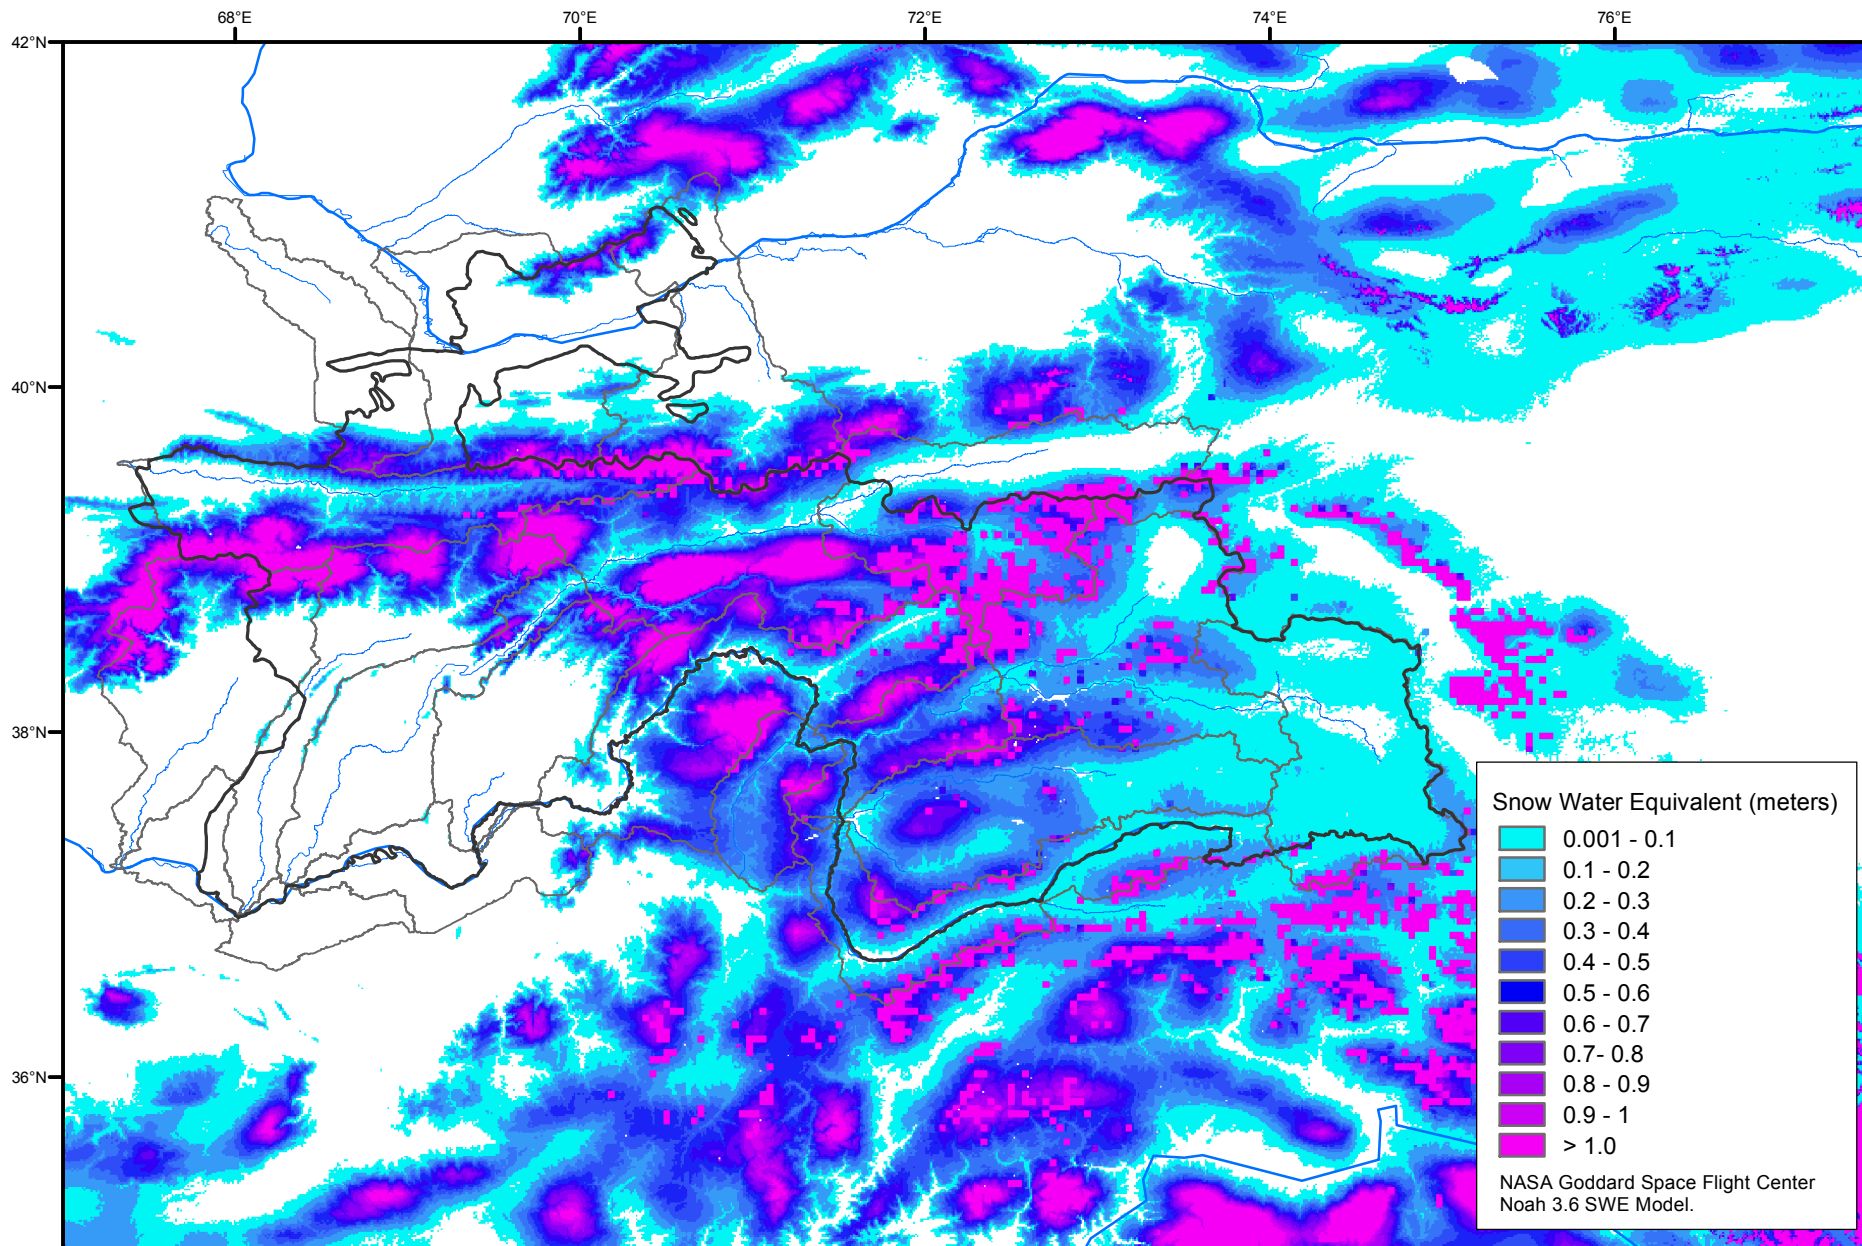 68°E
70°E
72°E
74°E
76°E
42°N
40°N
38°N
36°N
Snow Water Equivalent (meters)
0.001 - 0.1
0.1 - 0.2
0.2 - 0.3
0.3 - 0.4
0.4 - 0.5
0.5 - 0.6
0.6 - 0.7
0.7- 0.8
0.8 - 0.9
0.9 - 1
> 1.0
NASA Goddard Space Flight Center
Noah 3.6 SWE Model.